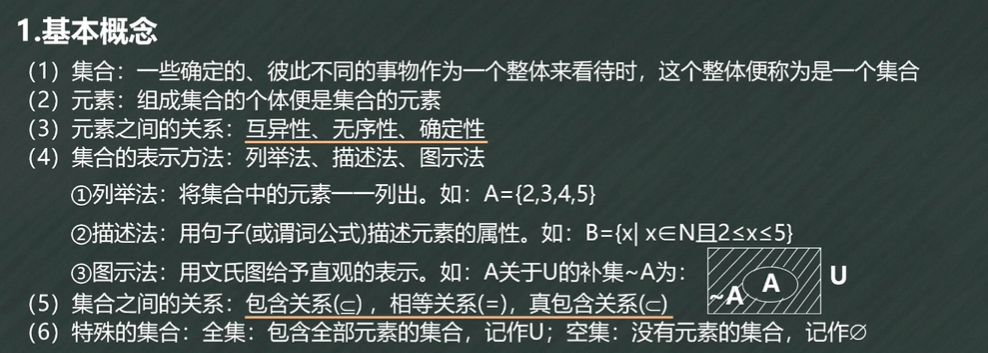 1.基本概念
(1) 集合：一些确定的、彼此不同的事物作为一个整体来看待时，这个整体便称为是一个集合
(2) 元素：组成集合的个体便是集合的元素
(3) 元素之间的关系：互异性、无序性、确定性
(4) 集合的表示方法：列举法、描述法、图示法
①列举法：将集合中的元素一一列出。如：A={2,3,4,5}
②描述法：用句子(或谓词公式)描述元素的属性。如：B={x| x∈N且2≤x≤5}
③图示法：用文氏图给予直观的表示。如：A关于U的补集~A为：
~A A U
(5) 集合之间的关系：包含关系(⊆) ，相等关系(=)，真包含关系(⊂)
(6) 特殊的集合：全集：包含全部元素的集合，记作U；空集：没有元素的集合，记作∅